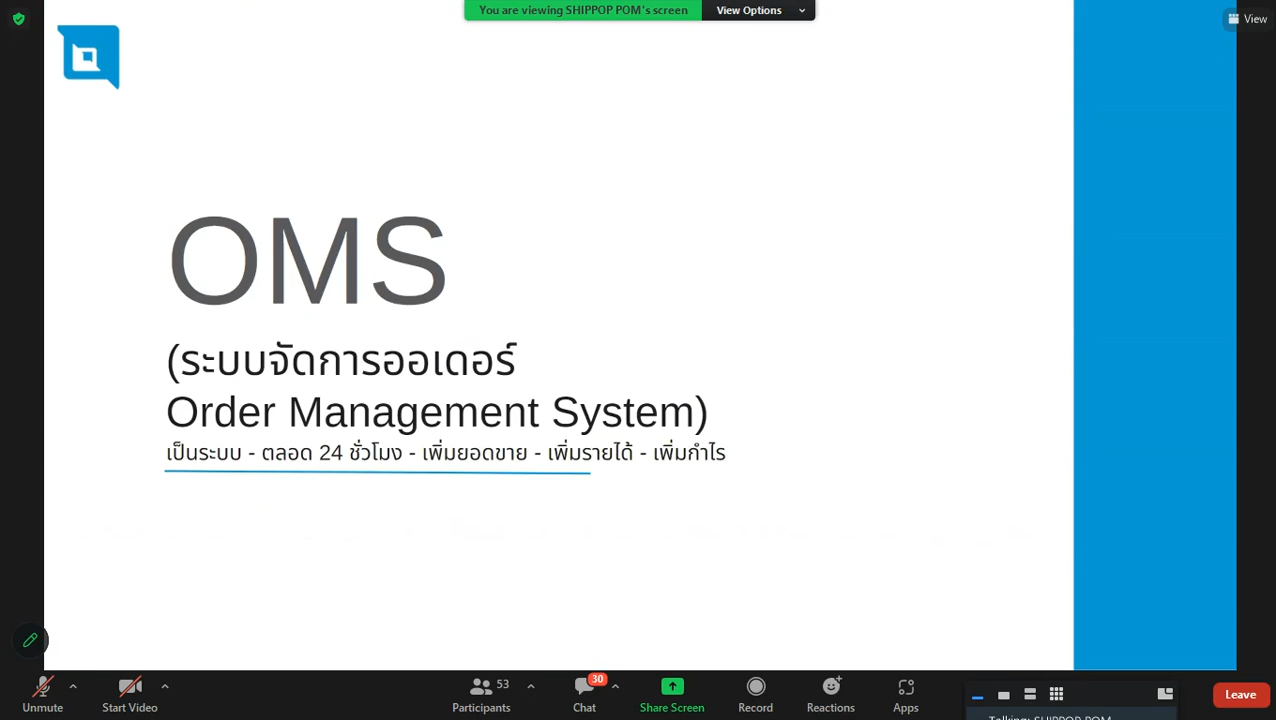 You are viewing SHIPPOP POM's screen
View Options
View
OMS
(ระบบจัดการออเดอร์
Order Management System)
เป็นระบบ - ตลอด 24 ชั่วโมง - เพิ่มยอดขาย - เพิ่มรายได้ - เพิ่มกำไร
Unmute
Start Video
53
Participants
30
Chat
Share Screen
Record
Reactions
Apps
Talking: SHIPPOP POM
Leave